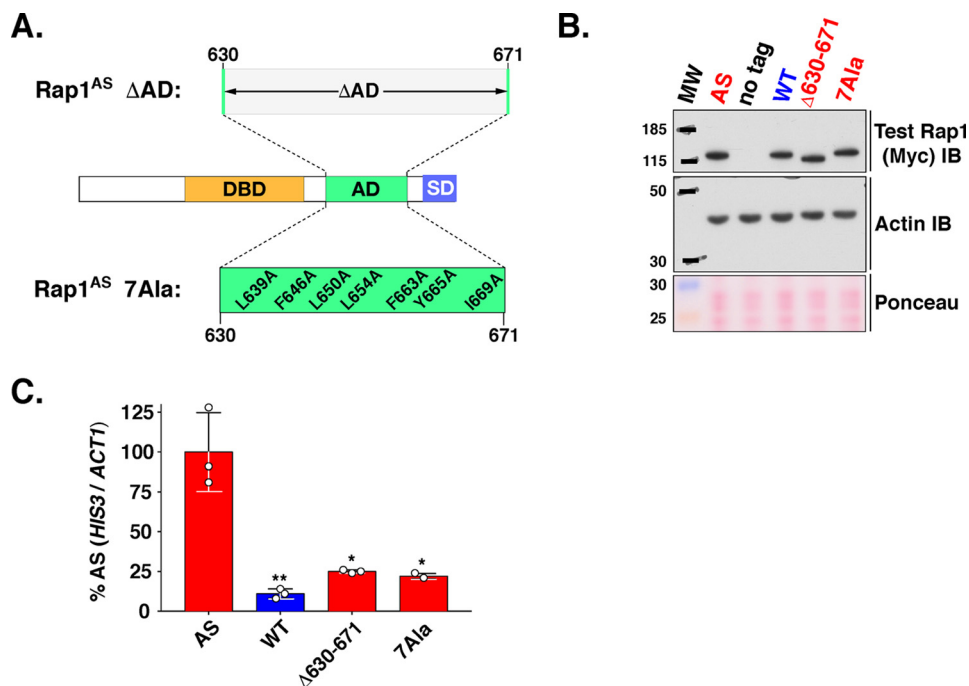 A.
630 671
Rap1AS ΔAD: ΔAD
DBD AD SD
Rap1AS 7Ala: L639A F646A L650A L654A F663A Y665A I669A
630 671
B.
MW AS no tag WT Δ630-671 7Ala
185
115
Test Rap1
(Myc) IB
50
30
Actin IB
30
25
Ponceau
C.
% AS (HIS3 / ACT1)
125
100
75
50
25
0
** * *
AS WT Δ630-671 7Ala